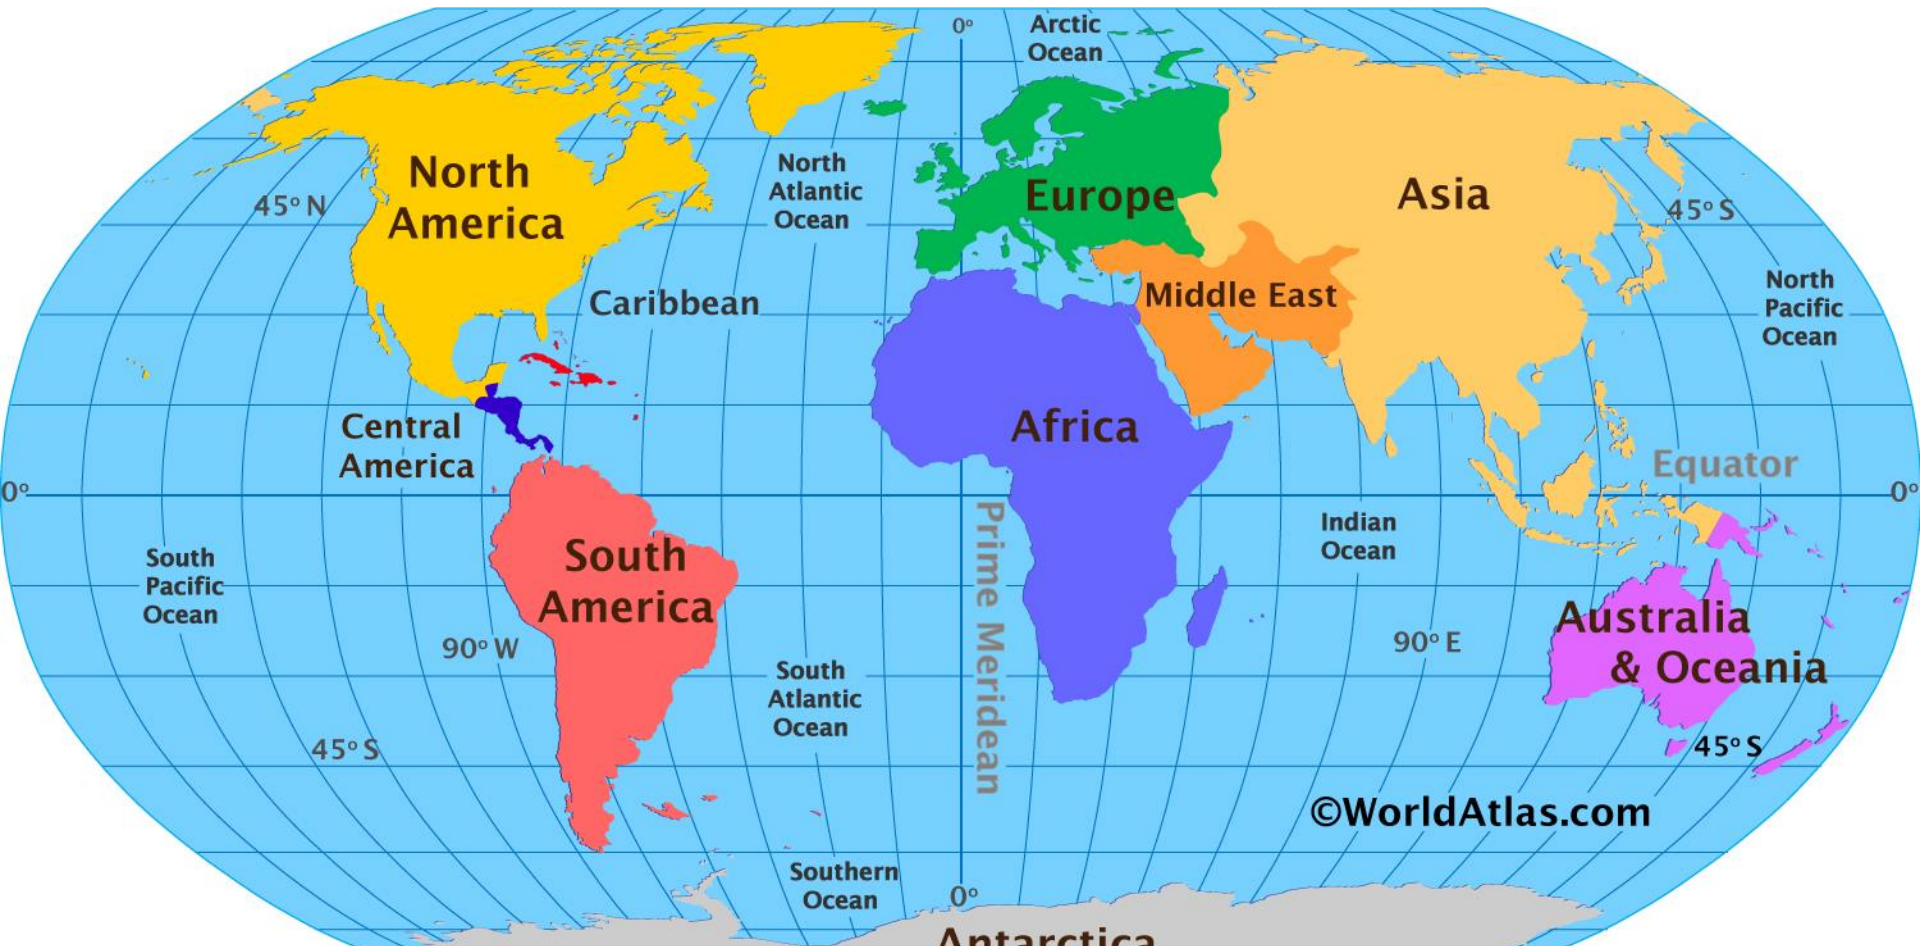 0°
Arctic
Ocean
North
America
North
Atlantic
Ocean
Europe
Asia
45° N
45° S
Caribbean
Middle East
North
Pacific
Ocean
Central
America
Africa
Equator
0°
0°
South
Pacific
Ocean
South
America
Prime Meridean
Indian
Ocean
Australia
& Oceania
90° W
90° E
South
Atlantic
Ocean
45° S
45° S
©WorldAtlas.com
Southern
Ocean
0°
Antarctica